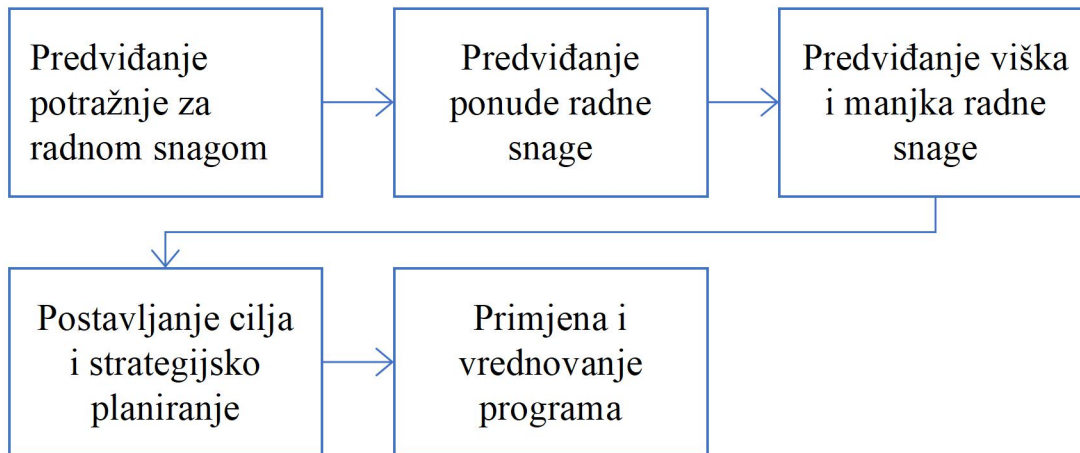 Predviđanje
potražnje za
radnom snagom
Predviđanje
ponude radne
snage
Predviđanje viška
i manjka radne
snage
Postavljanje cilja
i strategijsko
planiranje
Primjena i
vrednovanje
programa